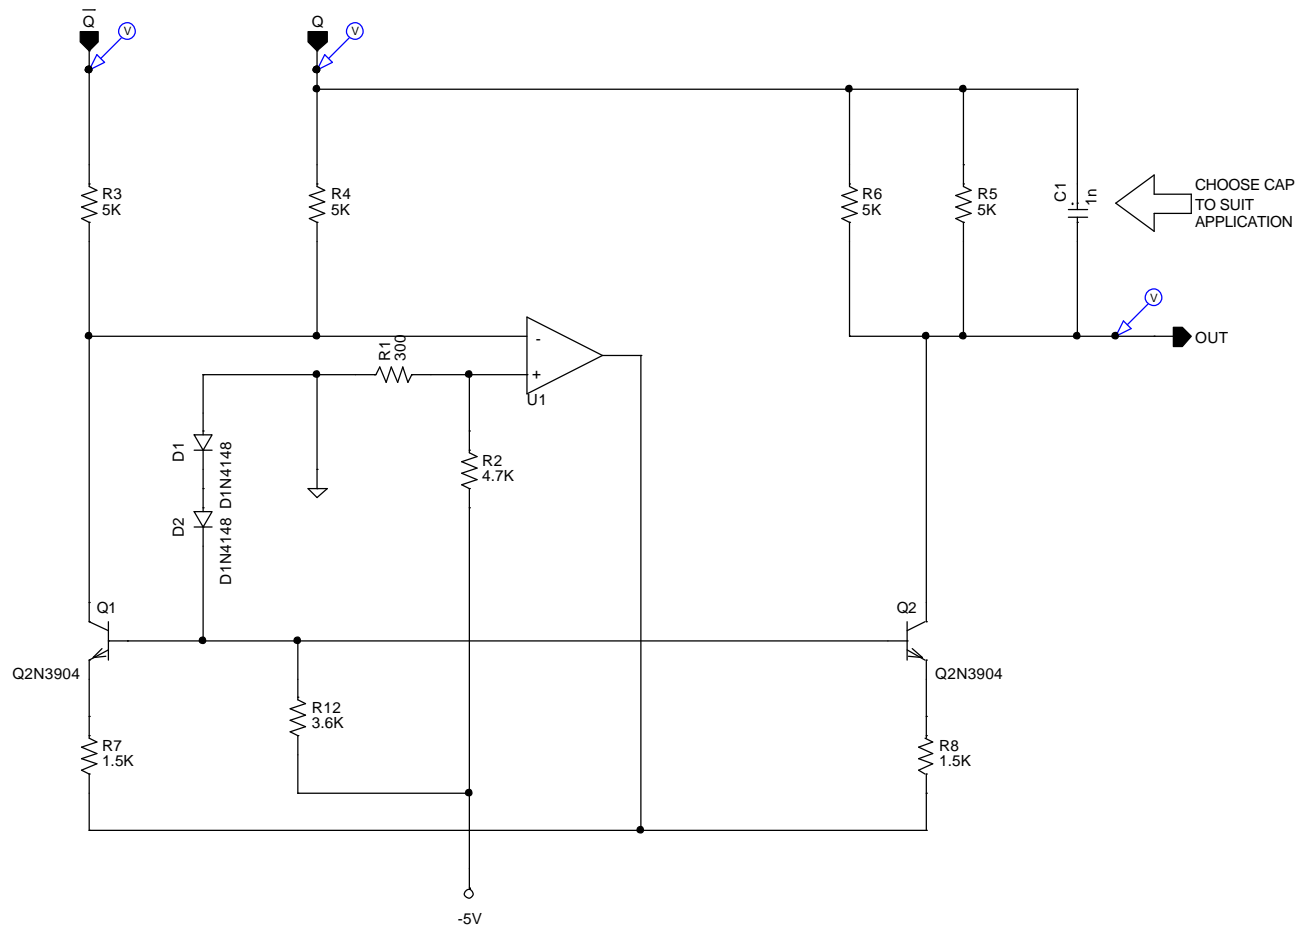 Q̅
V
Q
V
R3
5K
R4
5K
R6
5K
R5
5K
C1
1n
CHOOSE CAP
TO SUIT
APPLICATION
V
OUT
R1
300
-
+
U1
D1
D1N4148
R2
4.7K
D2
D1N4148
Q1
Q2N3904
Q2
Q2N3904
R12
3.6K
R7
1.5K
R8
1.5K
-5V